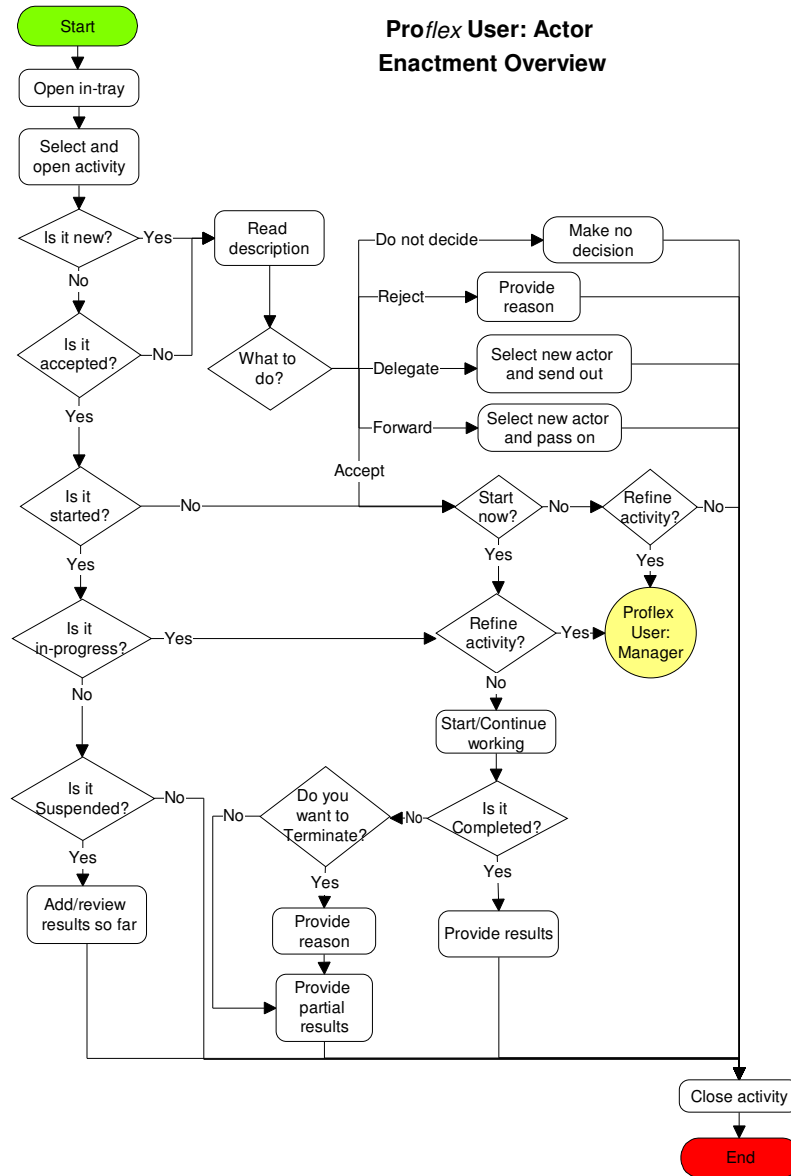 Start
Proflex User: Actor
Enactment Overview
Open in-tray
Select and
open activity
Is it new?
Yes
Read
description
Do not decide
Make no
decision
No
Reject
Provide
reason
Is it
accepted?
No
What to
do?
Delegate
Select new actor
and send out
Yes
Forward
Select new actor
and pass on
Accept
Is it
started?
No
Start
now?
No
Refine
activity?
No
Yes
Yes
Yes
Is it
in-progress?
Yes
Refine
activity?
Yes
Proflex
User:
Manager
No
No
Start/Continue
working
Is it
Suspended?
No
No
Do you
want to
Terminate?
No
Is it
Completed?
Yes
Yes
Yes
Add/review
results so far
Provide
reason
Provide results
Provide
partial
results
Close activity
End